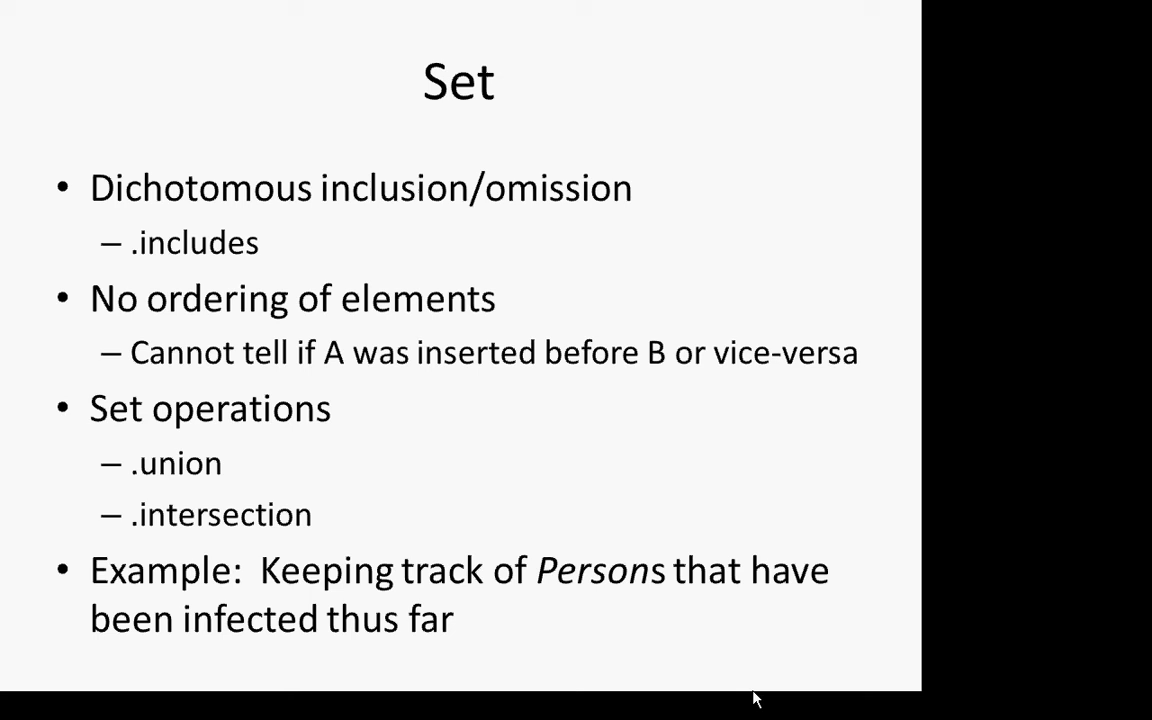 Set
• Dichotomous inclusion/omission
– .includes
• No ordering of elements
– Cannot tell if A was inserted before B or vice-versa
• Set operations
– .union
– .intersection
• Example:  Keeping track of Persons that have
been infected thus far